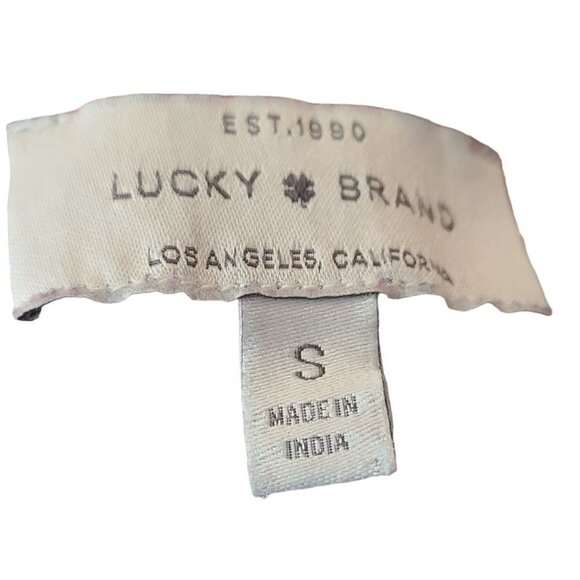 EST.1990
LUCKY BRAND
LOS ANGELES, CALIFORNIA
S
MADE IN
INDIA